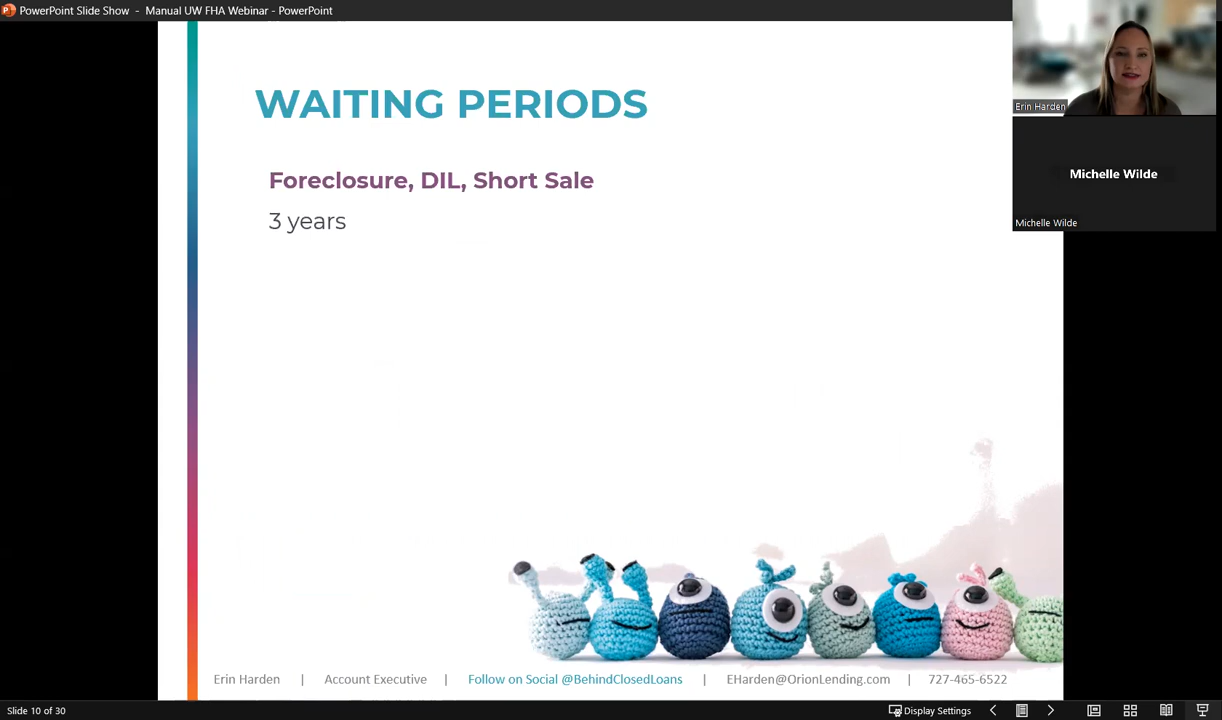 PowerPoint Slide Show - Manual UW FHA Webinar - PowerPoint
WAITING PERIODS
Foreclosure, DIL, Short Sale
3 years
Erin Harden
Michelle Wilde
Michelle Wilde
Erin Harden | Account Executive | Follow on Social @BehindClosedLoans | EHarden@OrionLending.com | 727-465-6522
Slide 10 of 30
Display Settings